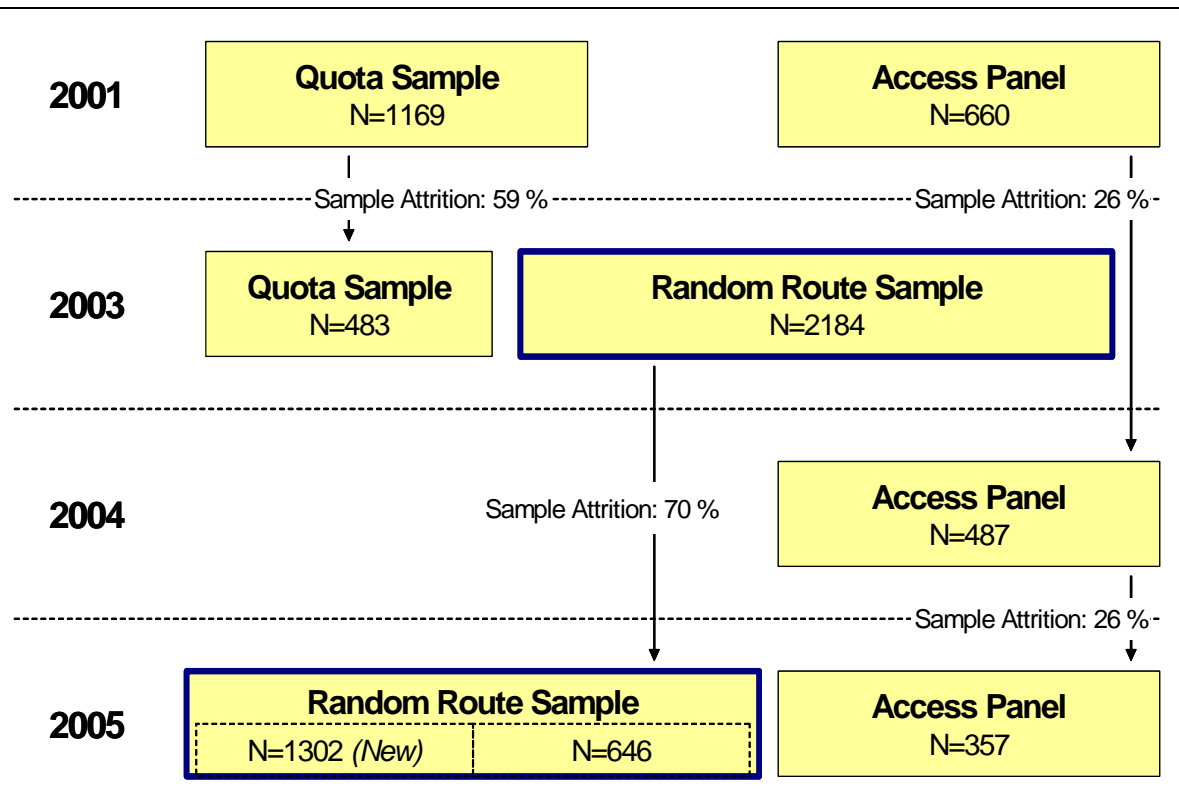 2001
Quota Sample
N=1169
Access Panel
N=660
Sample Attrition: 59 %
Sample Attrition: 26 %
2003
Quota Sample
N=483
Random Route Sample
N=2184
2004
Sample Attrition: 70 %
Access Panel
N=487
Sample Attrition: 26 %
2005
Random Route Sample
N=1302 (New)
N=646
Access Panel
N=357